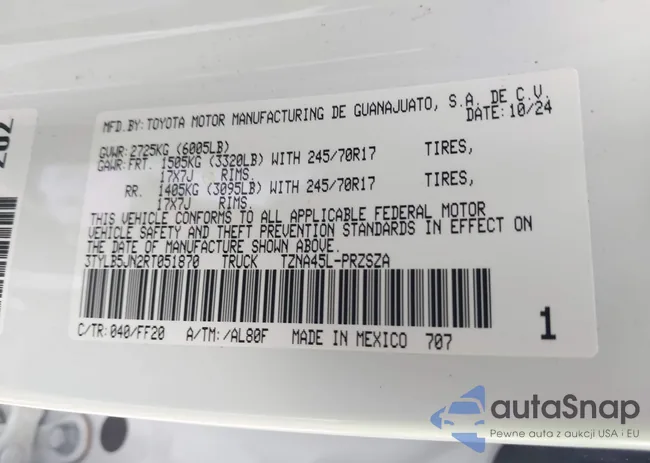 MFD.BY:TOYOTA MOTOR MANUFACTURING DE GUANAJUATO, S.A. DE C.V.
DATE:10/24
GVWR:2725KG (6005LB)
GAWR:FRT. 1505KG (3320LB) WITH 245/70R17 TIRES,
17X7J RIMS.
RR. 1405KG (3095LB) WITH 245/70R17 TIRES,
17X7J RIMS.
THIS VEHICLE CONFORMS TO ALL APPLICABLE FEDERAL MOTOR
VEHICLE SAFETY AND THEFT PREVENTION STANDARDS IN EFFECT ON
THE DATE OF MANUFACTURE SHOWN ABOVE.
3TYLB5JN2RT051870 TRUCK TZNA45L-PRZSZA
C/TR:040/FF20 A/TM:/AL80F MADE IN MEXICO 707
1
autaSnap
Pewne auta z aukcji USA i EU